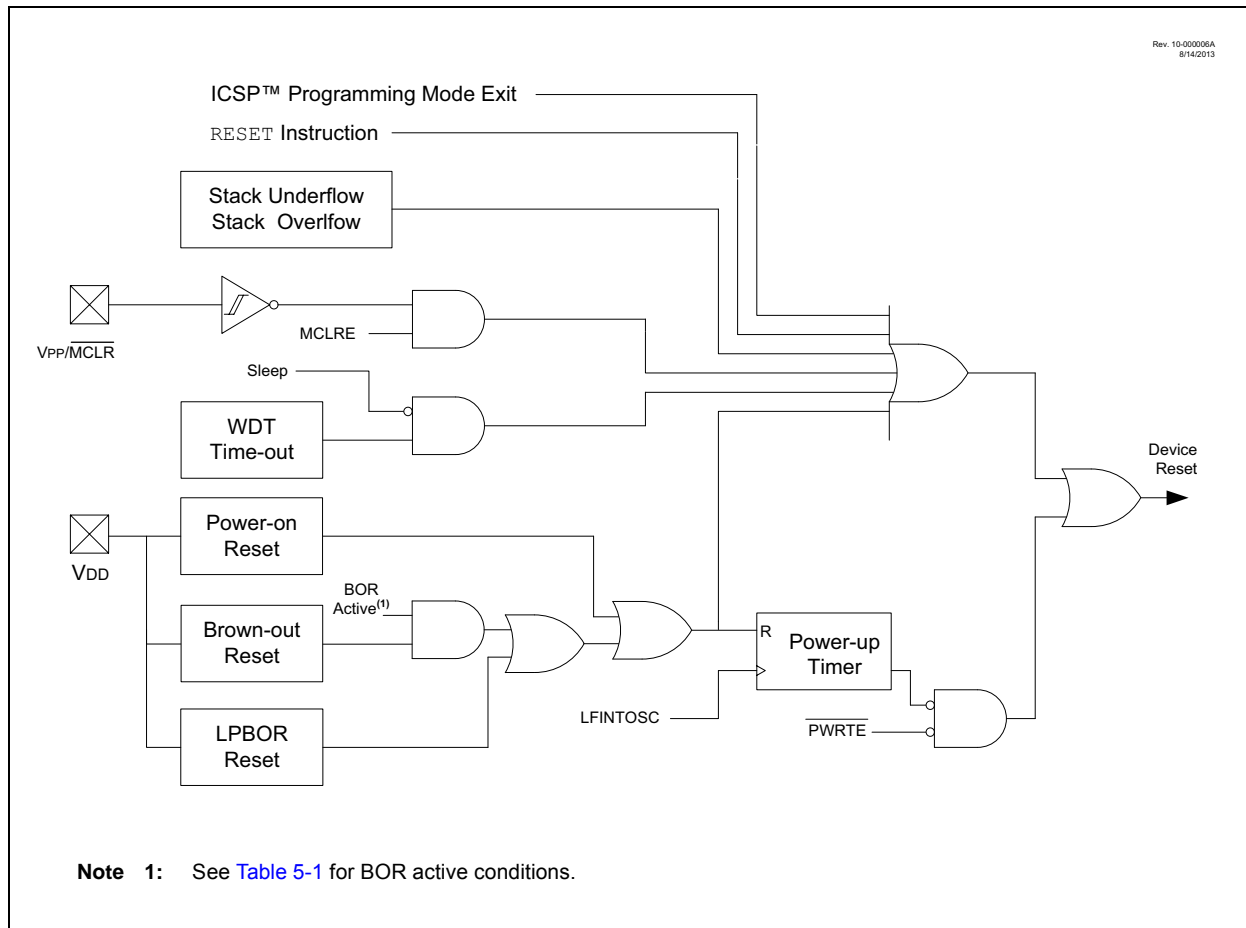 Rev. 10-000006A
8/14/2013
ICSP™ Programming Mode Exit
RESET Instruction
Stack Underflow
Stack Overlfow
VPP/MCLR
MCLRE
Sleep
WDT
Time-out
Device
Reset
VDD
Power-on
Reset
BOR
Active(1)
Brown-out
Reset
R
Power-up
Timer
LFINTOSC
PWRTE
LPBOR
Reset
Note 1: See Table 5-1 for BOR active conditions.